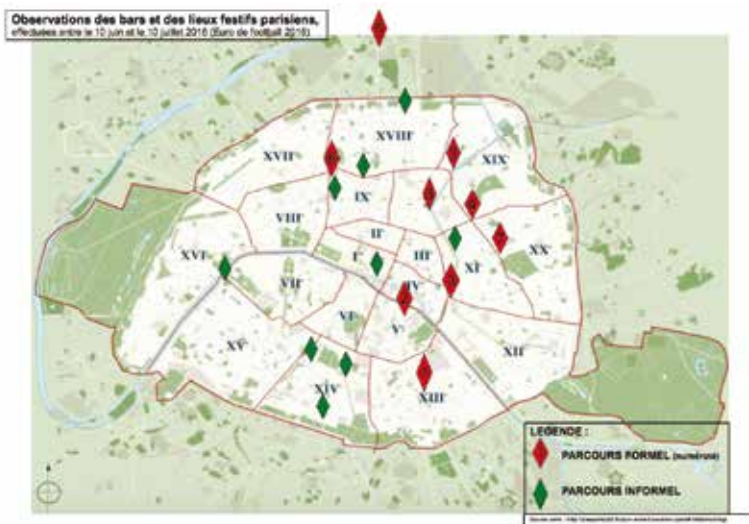 Observations des bars et des lieux festifs parisiens,
effectuées entre le 10 juin et le 10 juillet 2016 (Euro de football 2016)
XVIIIᵉ
XVIIᵉ
XIXᵉ
IXᵉ
VIIIᵉ
IIᵉ
XVIᵉ
Iᵉʳ
IIIᵉ
XIᵉ
XXᵉ
VIIᵉ
IVᵉ
VIᵉ
Vᵉ
XVᵉ
XIIᵉ
XIVᵉ
XIIIᵉ
LEGENDE :
PARCOURS FORMEL (numéroté)
PARCOURS INFORMEL